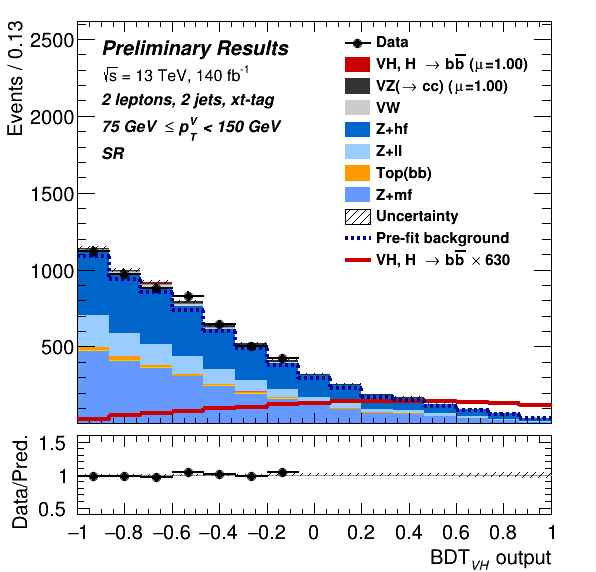 Events / 0.13
2500
2000
1500
1000
500
Preliminary Results
√s = 13 TeV, 140 fb⁻¹
2 leptons, 2 jets, xt-tag
75 GeV ≤ p_T^V < 150 GeV
SR
Data
VH, H → bb̅ (μ=1.00)
VZ(→ cc) (μ=1.00)
VW
Z+hf
Z+ll
Top(bb)
Z+mf
Uncertainty
Pre-fit background
VH, H → bb̅ × 630
Data/Pred.
1.5
1
0.5
−1 −0.8 −0.6 −0.4 −0.2 0 0.2 0.4 0.6 0.8 1
BDT_VH output